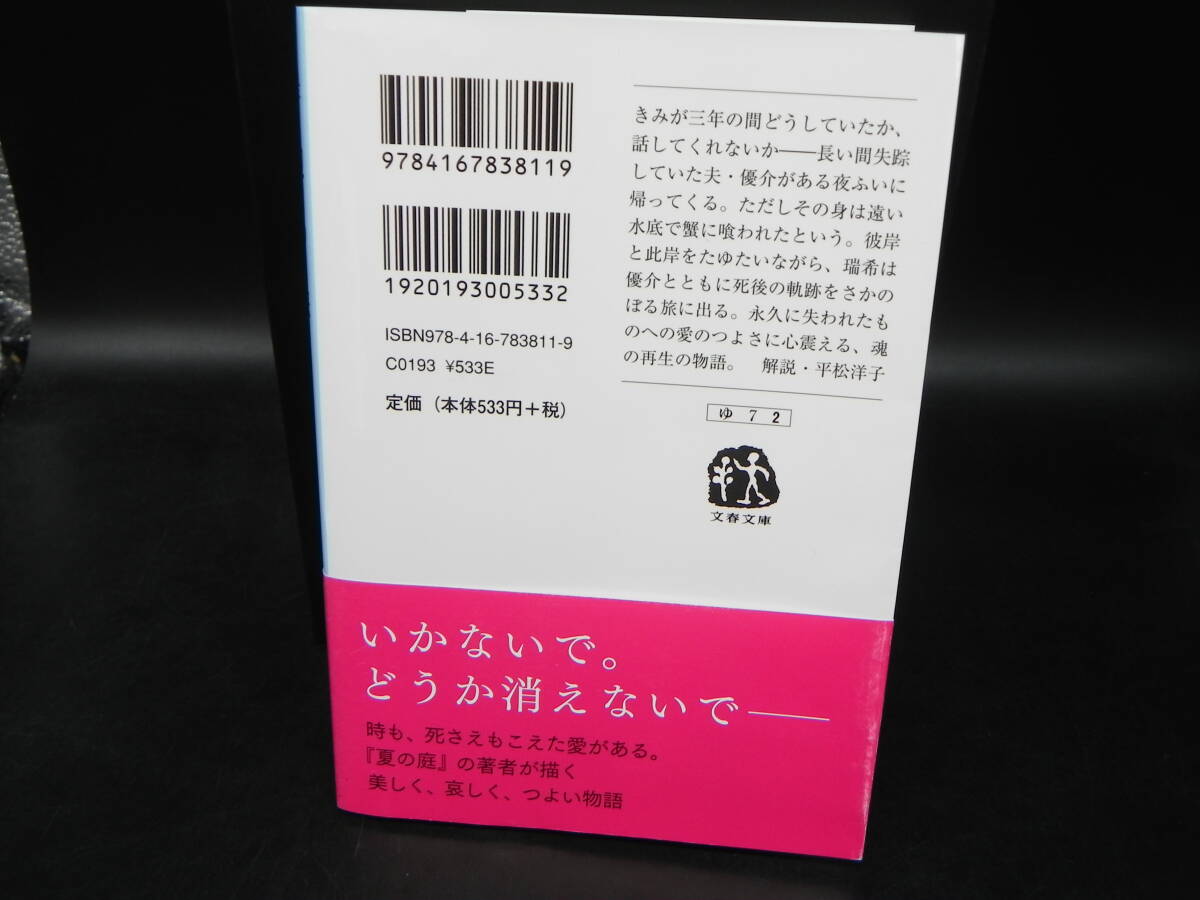 9784167838119
1920193005332
ISBN978-4-16-783811-9
C0193 ¥533E
定価（本体533円＋税）
きみが三年の間どうしていたか、
話してくれないか――長い間失踪
していた夫・優介がある夜ふいに
帰ってくる。ただしその身は遠い
水底で蟹に喰われたという。彼岸
と此岸をたゆたいながら、瑞希は
優介とともに死後の軌跡をさかの
ぼる旅に出る。永久に失われたも
のへの愛のつよさに心震える、魂
の再生の物語。 解説・平松洋子
ゆ 7 2
文春文庫
いかないで。
どうか消えないで――
時も、死さえもこえた愛がある。
『夏の庭』の著者が描く
美しく、哀しく、つよい物語